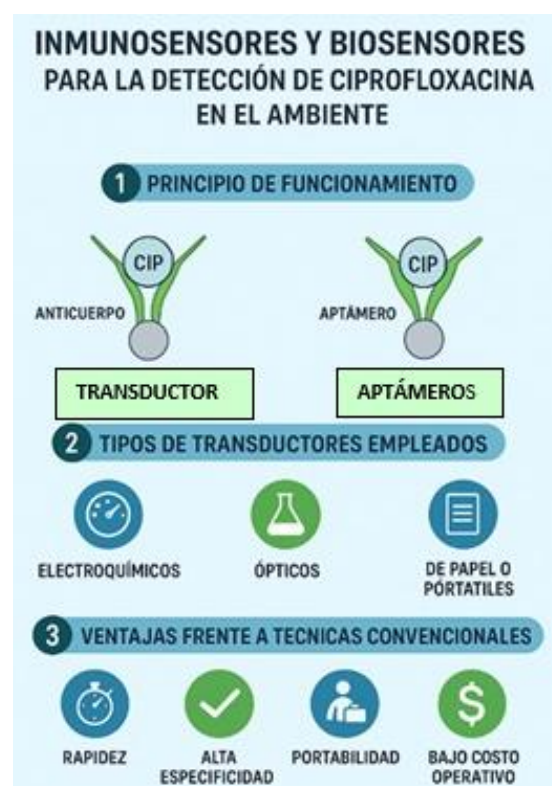 INMUNOSENSORES Y BIOSENSORES
PARA LA DETECCIÓN DE CIPROFLOXACINA
EN EL AMBIENTE
1 PRINCIPIO DE FUNCIONAMIENTO
CIP
ANTICUERPO
TRANSDUCTOR
CIP
APTÁMERO
APTÁMEROS
2 TIPOS DE TRANSDUCTORES EMPLEADOS
ELECTROQUÍMICOS
ÓPTICOS
DE PAPEL O
PÓRTATILES
3 VENTAJAS FRENTE A TECNICAS CONVENCIONALES
RAPIDEZ
ALTA
ESPECIFICIDAD
PORTABILIDAD
$
BAJO COSTO
OPERATIVO